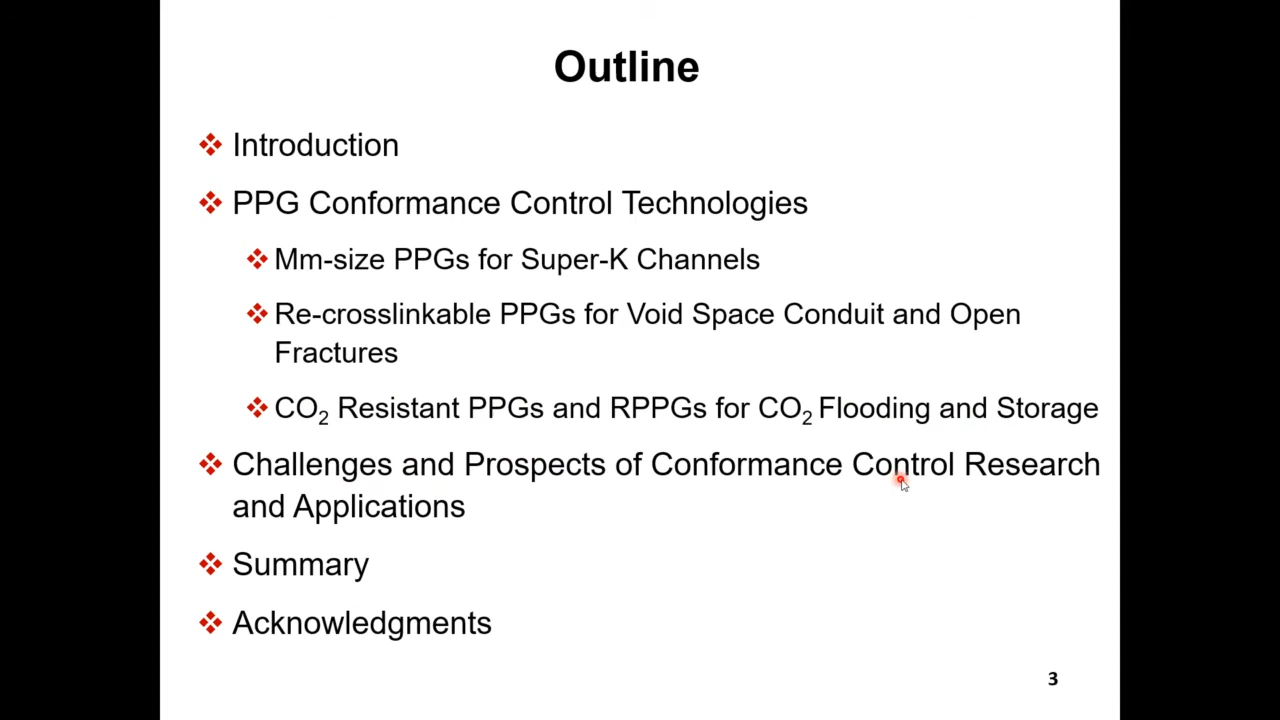 Outline
Introduction
PPG Conformance Control Technologies
Mm-size PPGs for Super-K Channels
Re-crosslinkable PPGs for Void Space Conduit and Open
Fractures
CO₂ Resistant PPGs and RPPGs for CO₂ Flooding and Storage
Challenges and Prospects of Conformance Control Research
and Applications
Summary
Acknowledgments
3